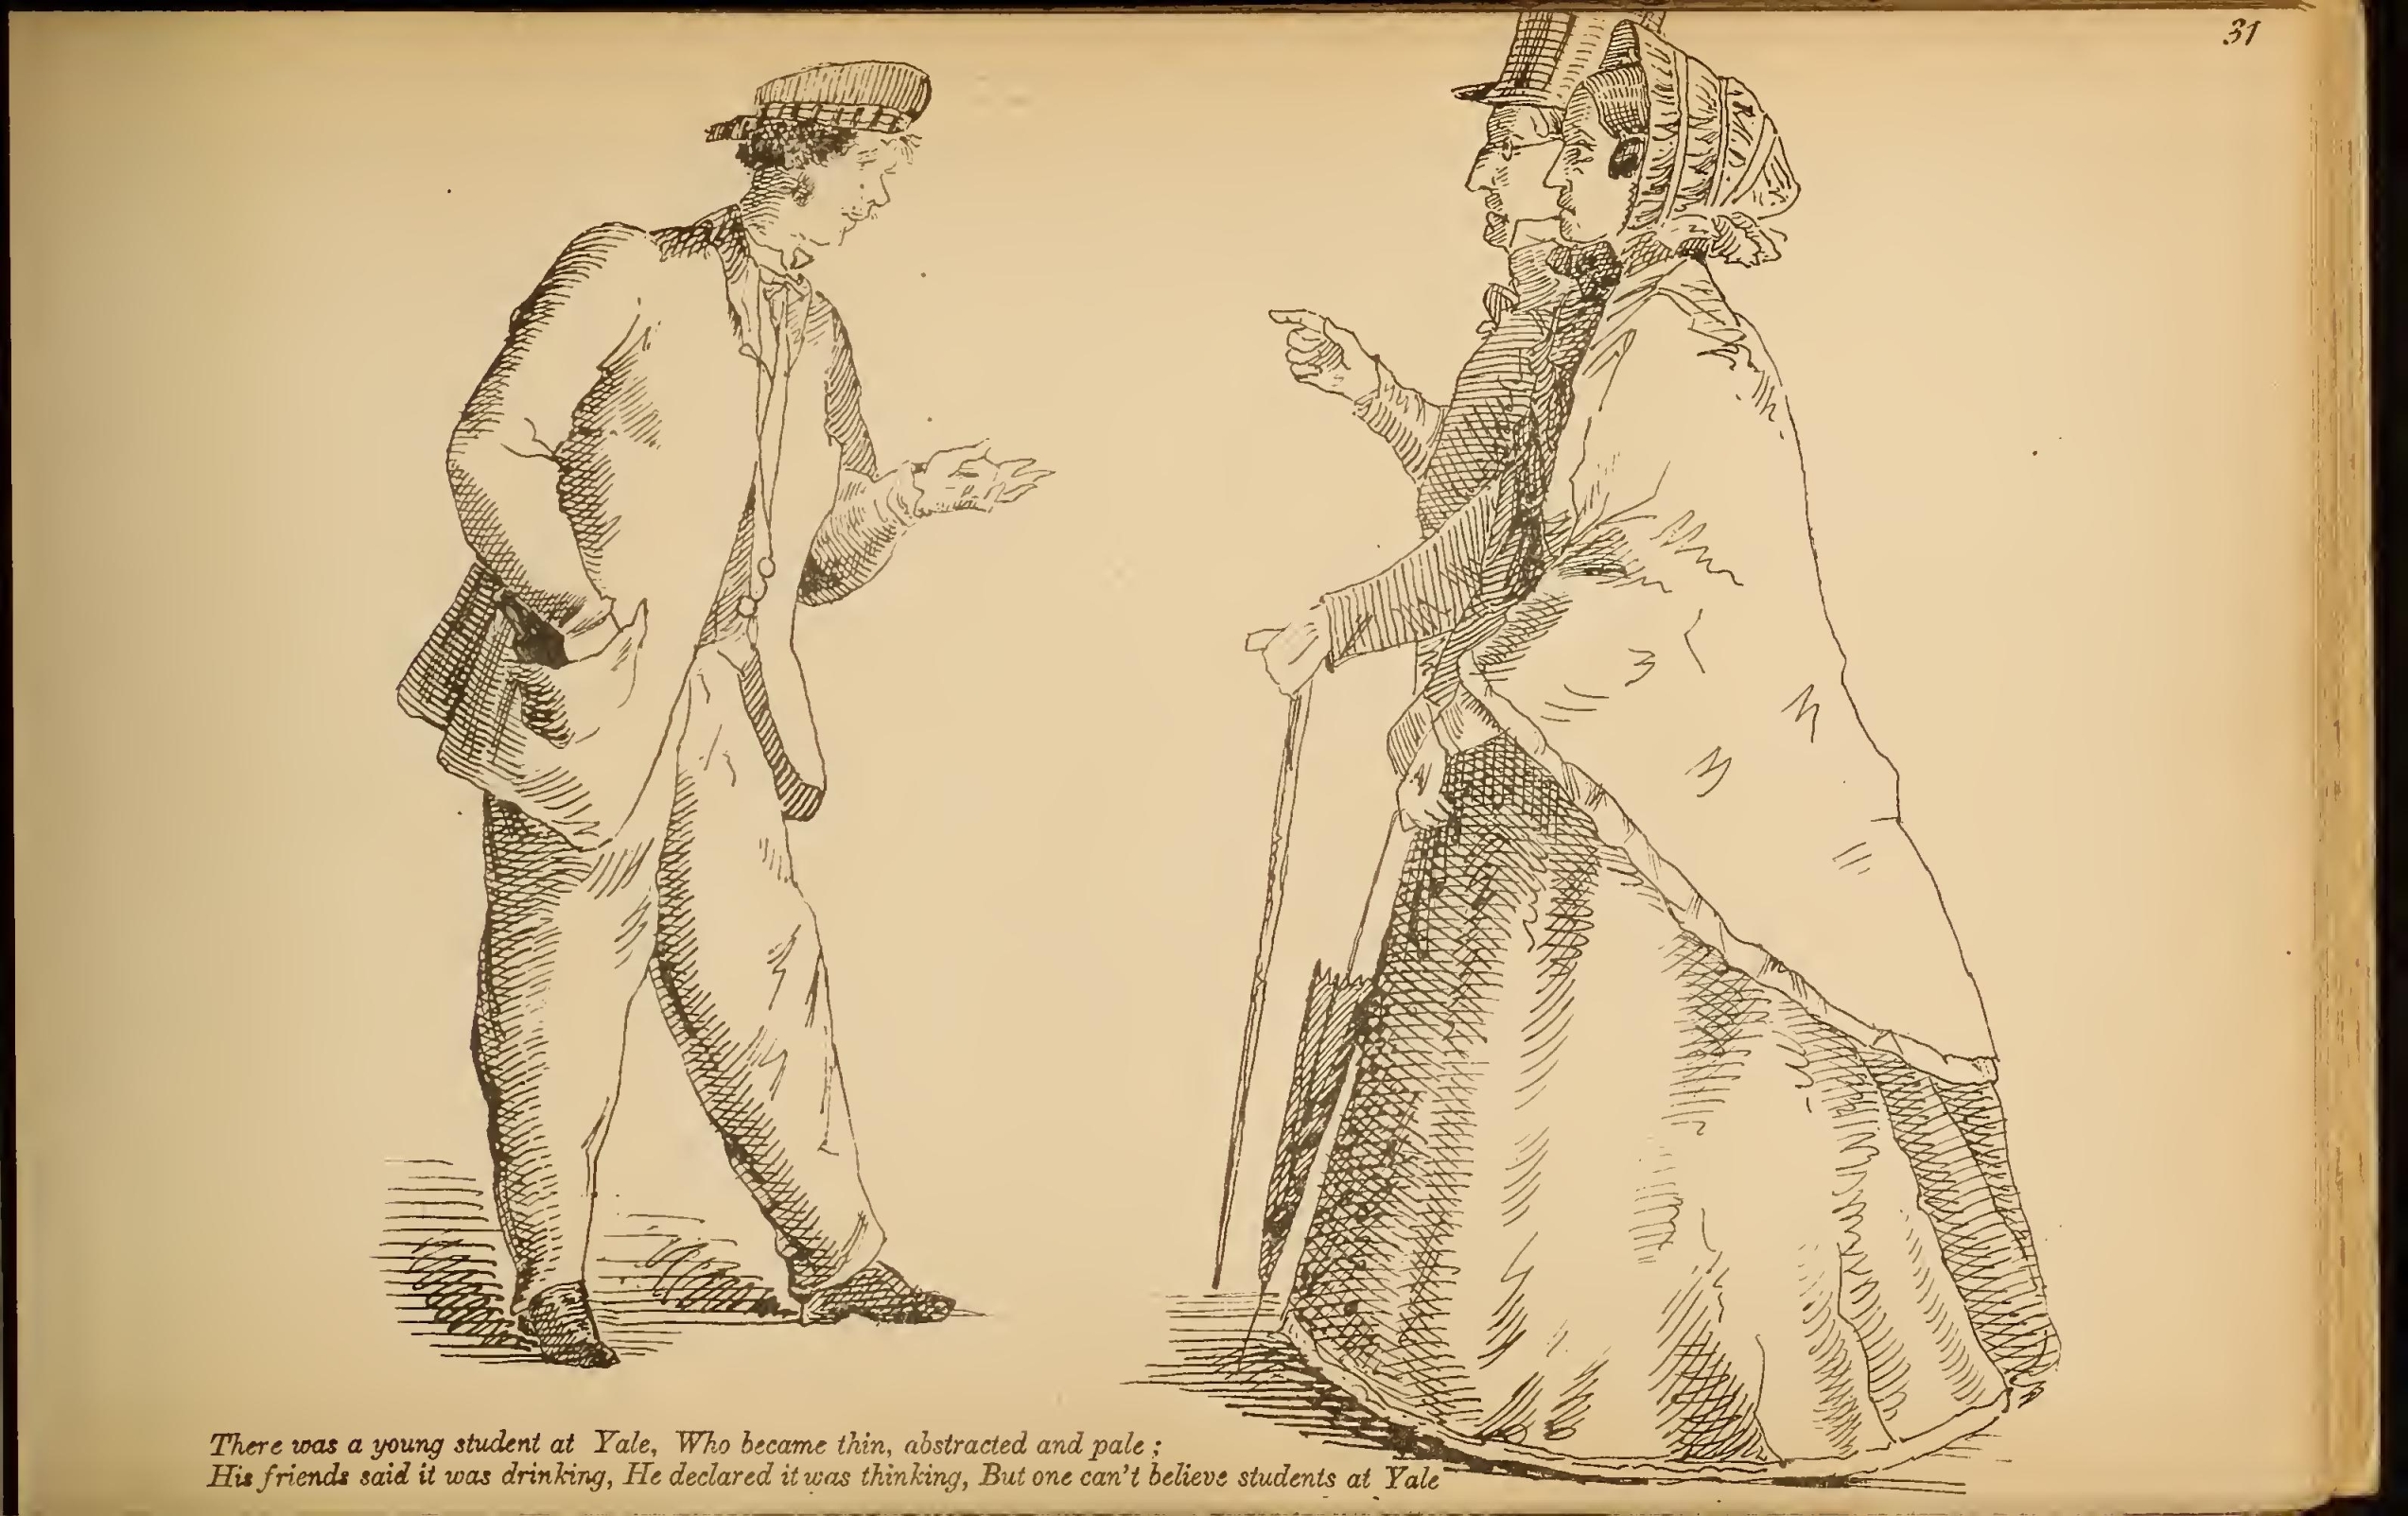 31
There was a young student at Yale, Who became thin, abstracted and pale ;
His friends said it was drinking, He declared it was thinking, But one can't believe students at Yale